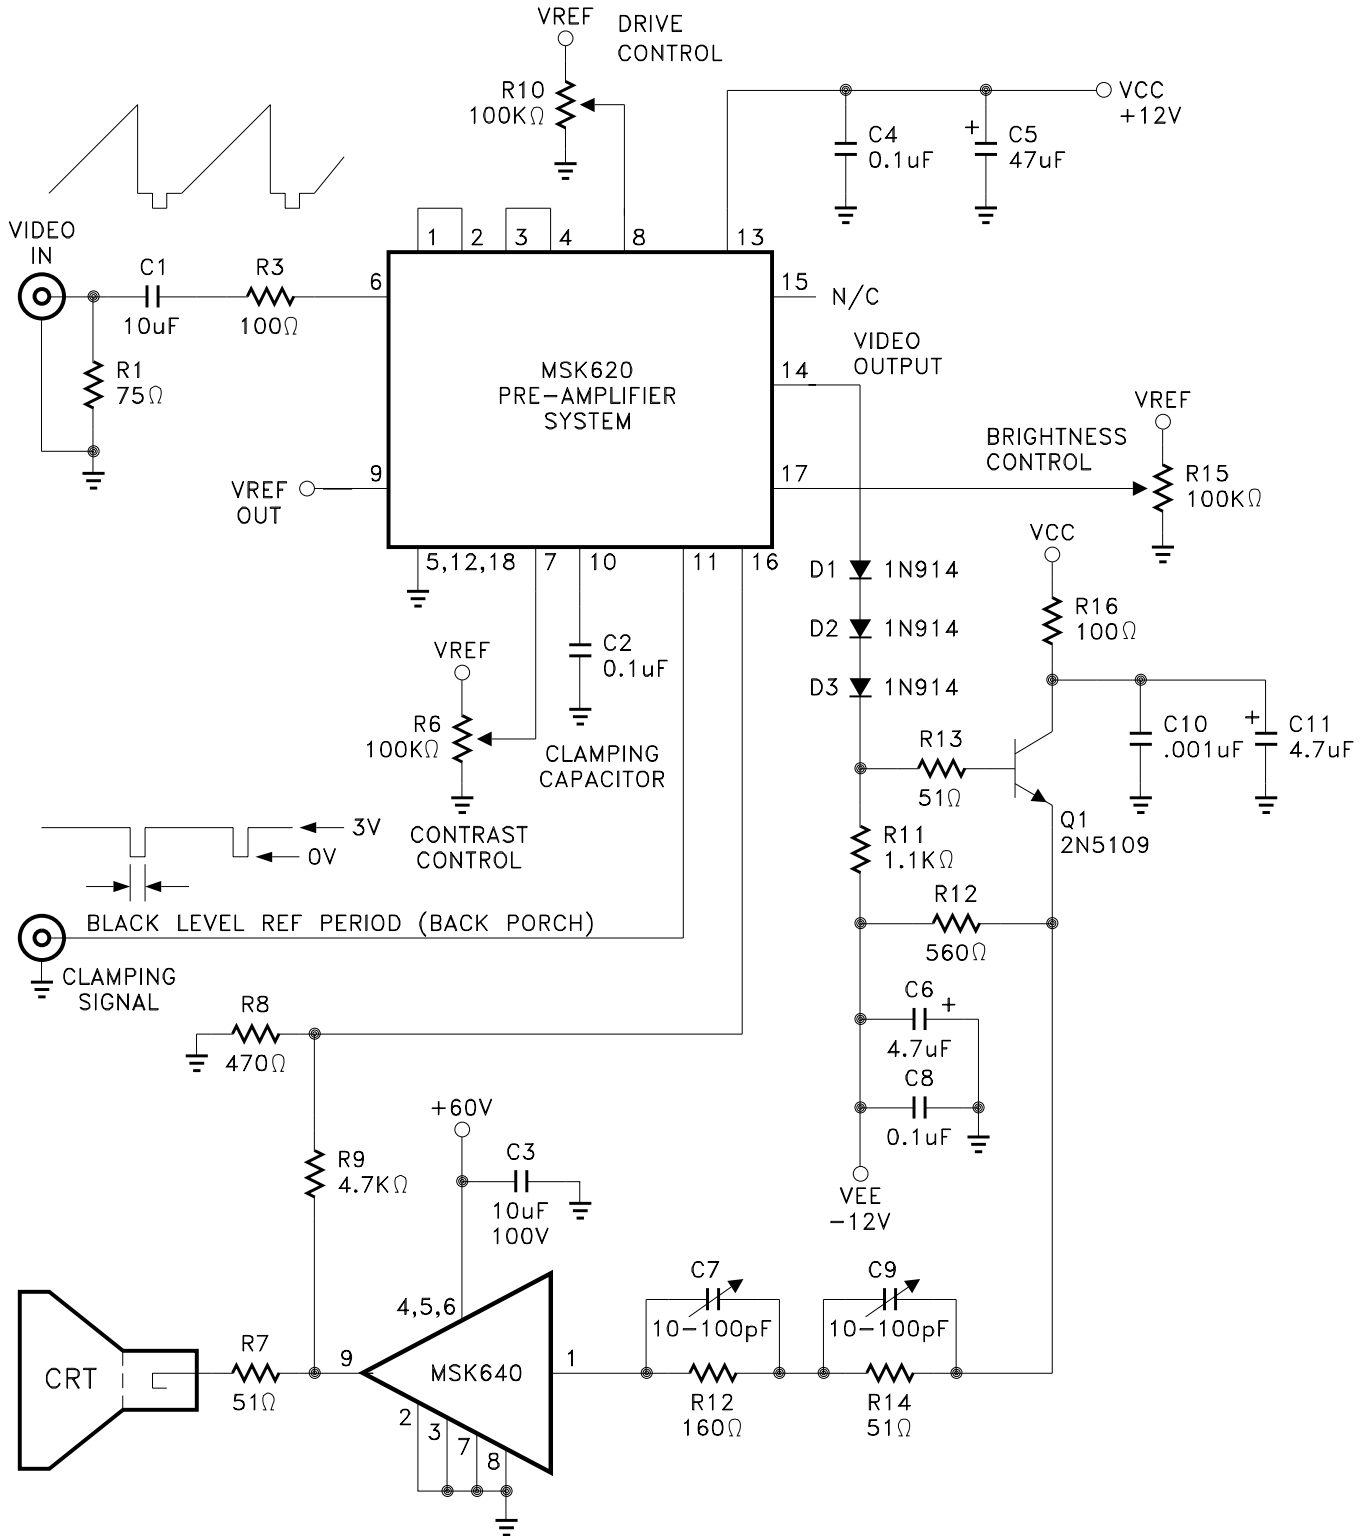 VREF
DRIVE
CONTROL
R10
100KΩ
VCC
+12V
C4
0.1uF
+
C5
47uF
VIDEO
IN
C1
10uF
R3
100Ω
R1
75Ω
1
2
3
4
8
13
6
15
N/C
MSK620
PRE-AMPLIFIER
SYSTEM
14
VIDEO
OUTPUT
9
VREF
OUT
17
BRIGHTNESS
CONTROL
VREF
R15
100KΩ
5,12,18
7
10
11
16
D1
1N914
D2
1N914
D3
1N914
VCC
R16
100Ω
VREF
R6
100KΩ
C2
0.1uF
CLAMPING
CAPACITOR
CONTRAST
CONTROL
C10
.001uF
+
C11
4.7uF
R13
51Ω
Q1
2N5109
R11
1.1KΩ
R12
560Ω
3V
0V
BLACK LEVEL REF PERIOD (BACK PORCH)
CLAMPING
SIGNAL
C6
+
4.7uF
C8
0.1uF
VEE
-12V
R8
470Ω
R9
4.7KΩ
+60V
C3
10uF
100V
4,5,6
CRT
R7
51Ω
9
MSK640
1
2
3
7
8
C7
10-100pF
R12
160Ω
C9
10-100pF
R14
51Ω